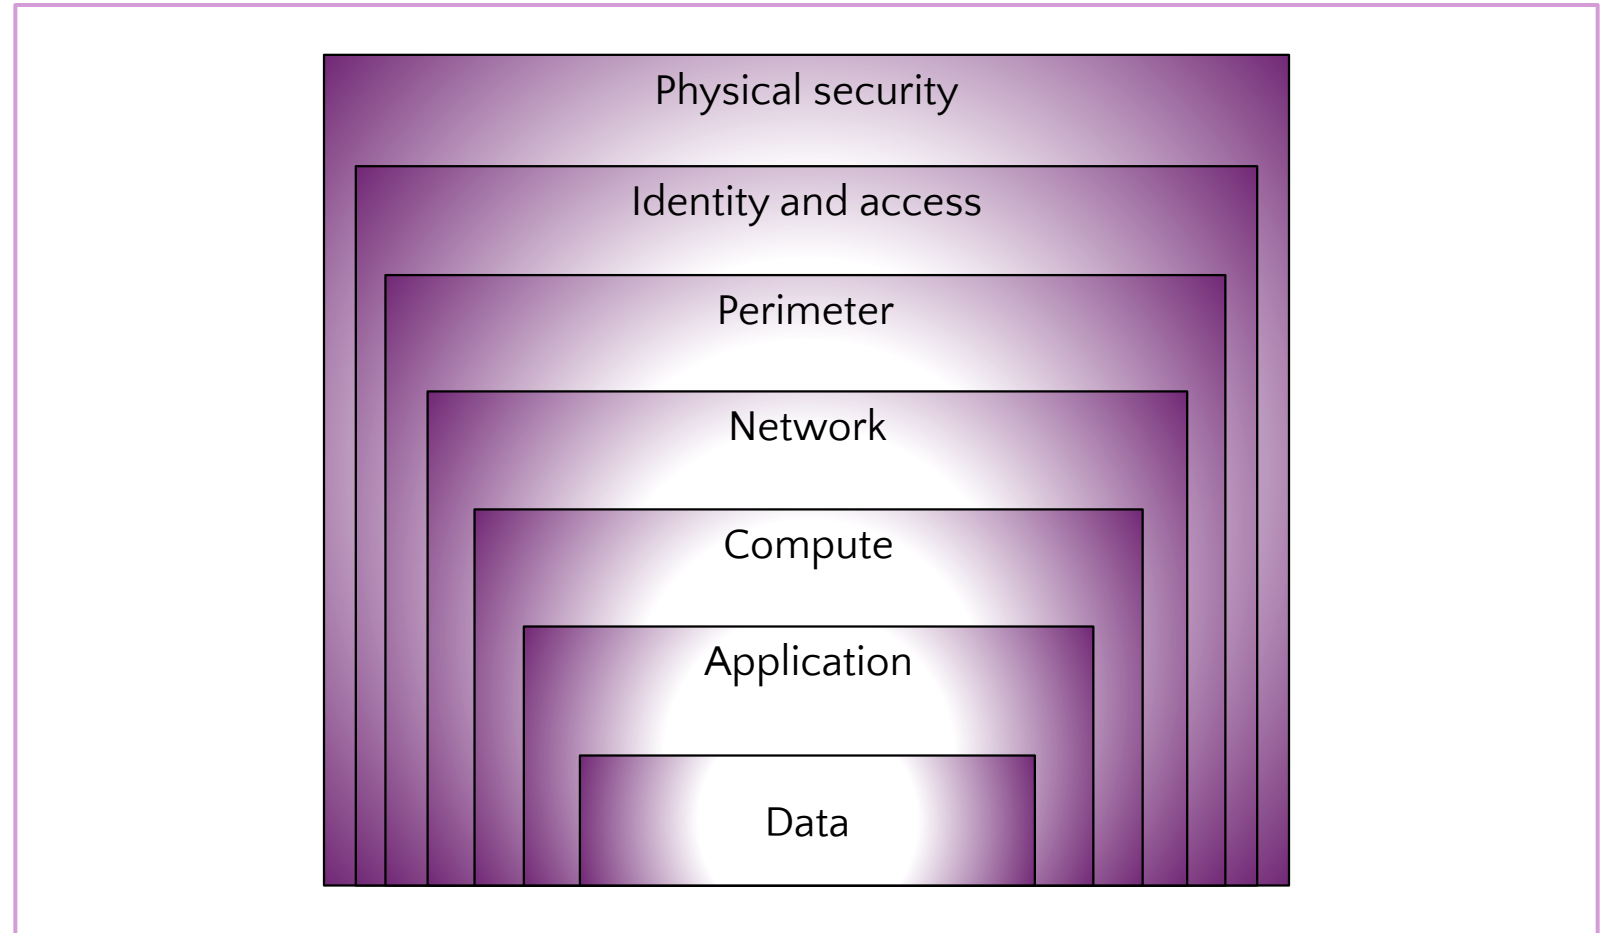 Physical security
Identity and access
Perimeter
Network
Compute
Application
Data